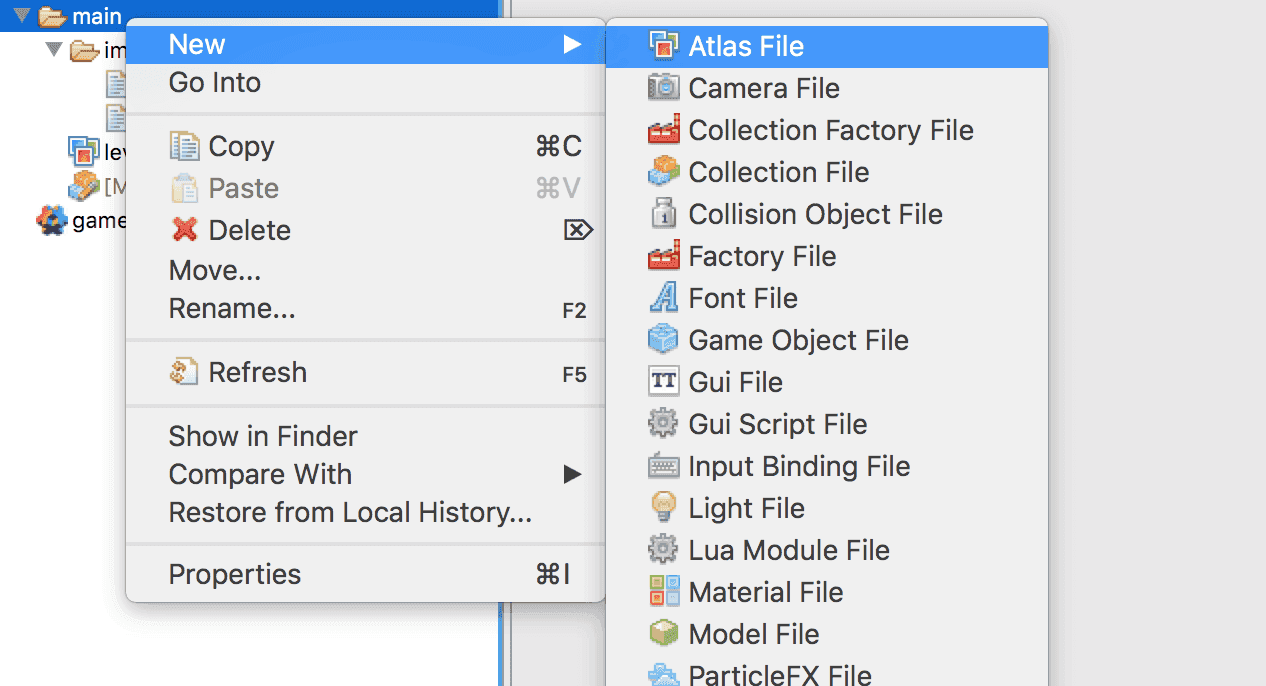 main
im
lev
[M
game
New
Go Into
Copy ⌘C
Paste ⌘V
Delete ⌦
Move...
Rename... F2
Refresh F5
Show in Finder
Compare With
Restore from Local History...
Properties ⌘I
Atlas File
Camera File
Collection Factory File
Collection File
Collision Object File
Factory File
Font File
Game Object File
Gui File
Gui Script File
Input Binding File
Light File
Lua Module File
Material File
Model File
ParticleFX File